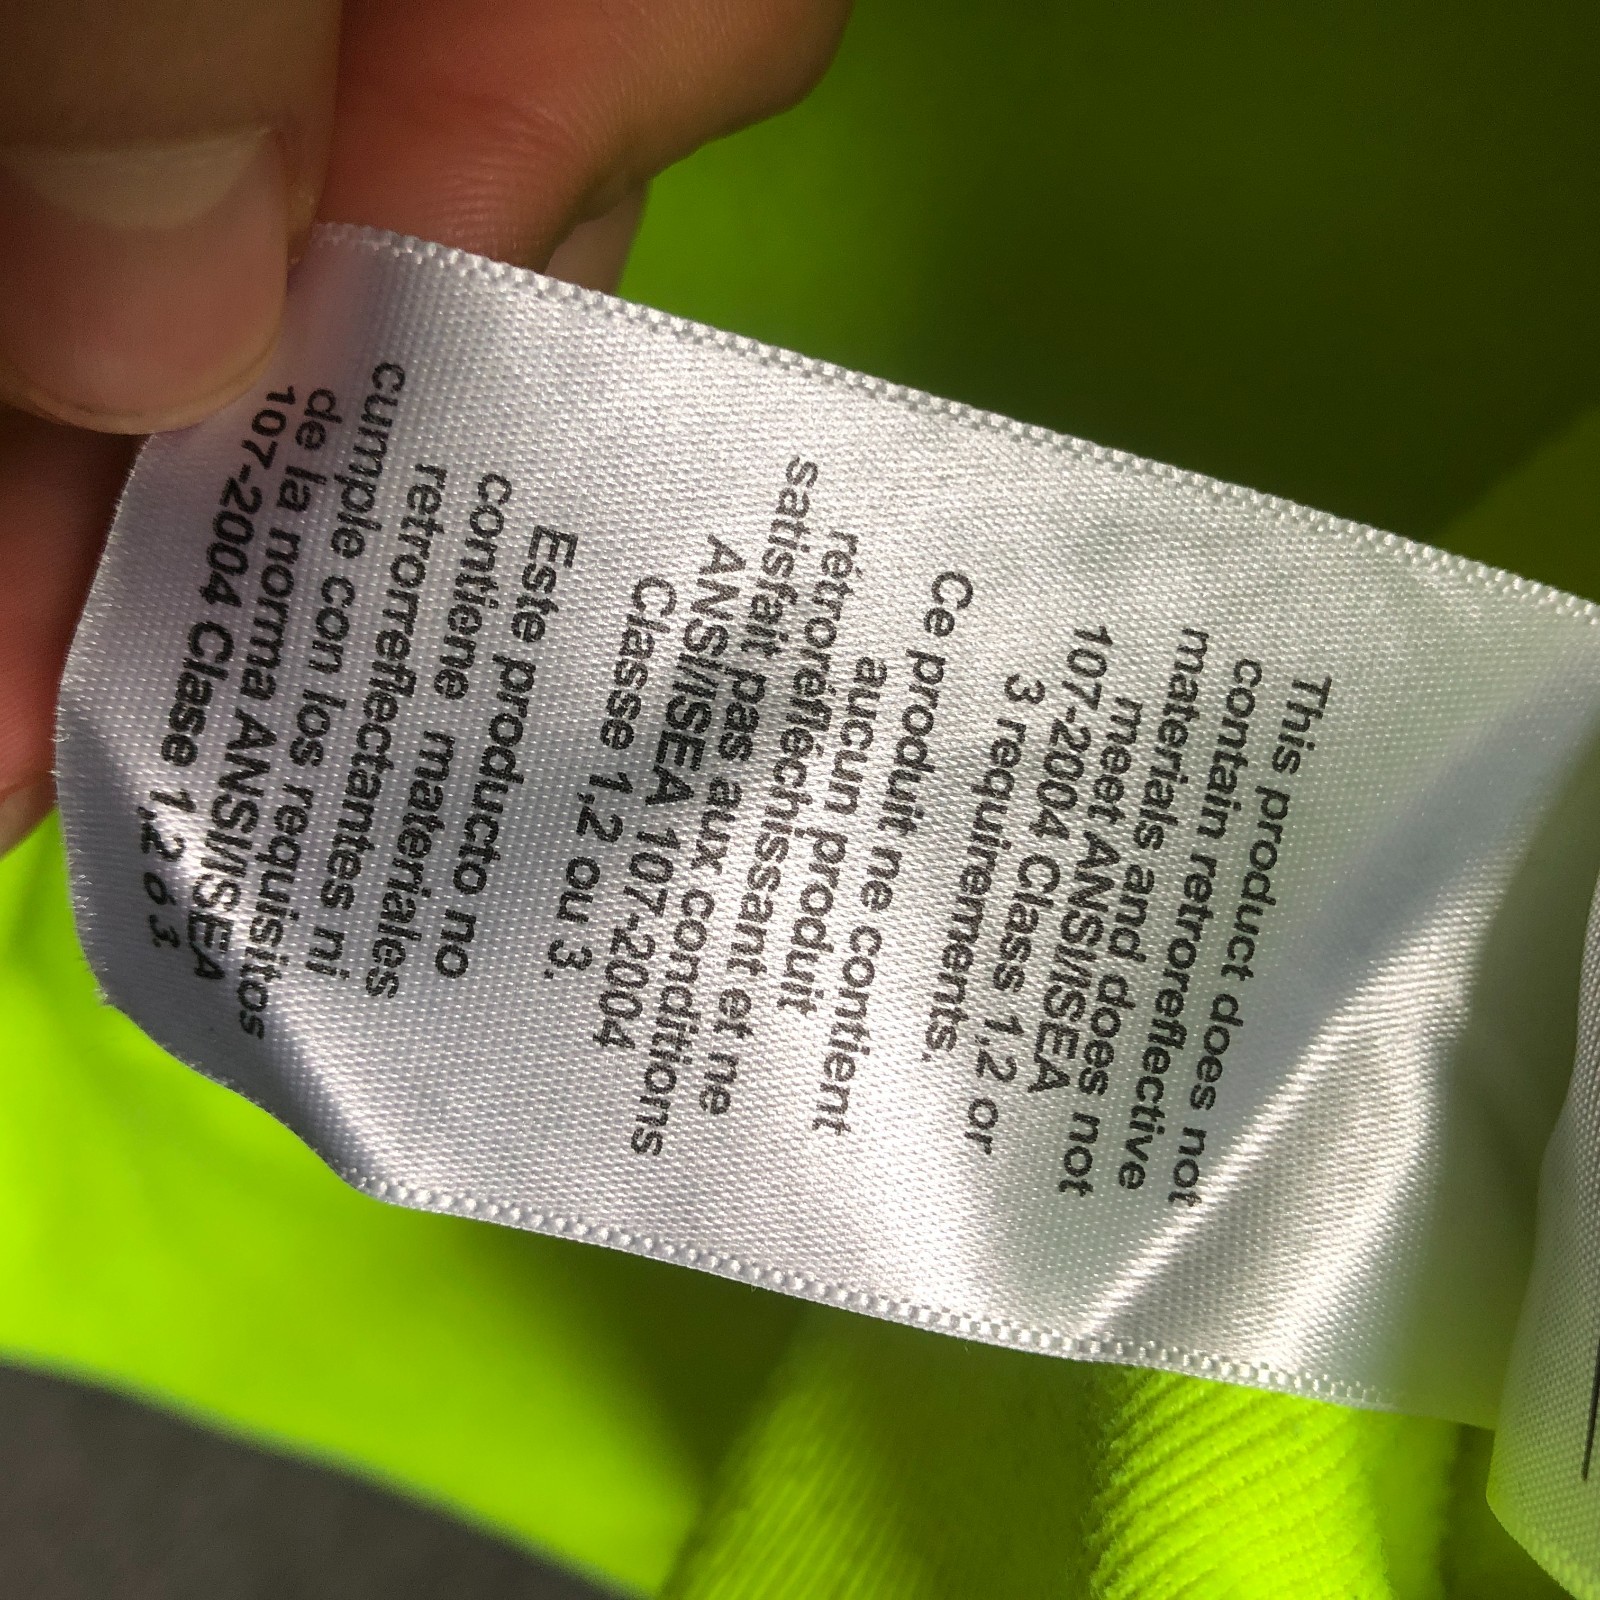 This product does not
contain retroreflective
materials and does not
meet ANSI/ISEA
107-2004 Class 1,2 or
3 requirements.
Ce produit ne contient
aucun produit
rétroréfléchissant et ne
satisfait pas aux conditions
ANSI/ISEA 107-2004
Classe 1,2 ou 3.
Este producto no
contiene materiales
retrorreflectantes ni
cumple con los requisitos
de la norma ANSI/ISEA
107-2004 Clase 1,2 ó 3.